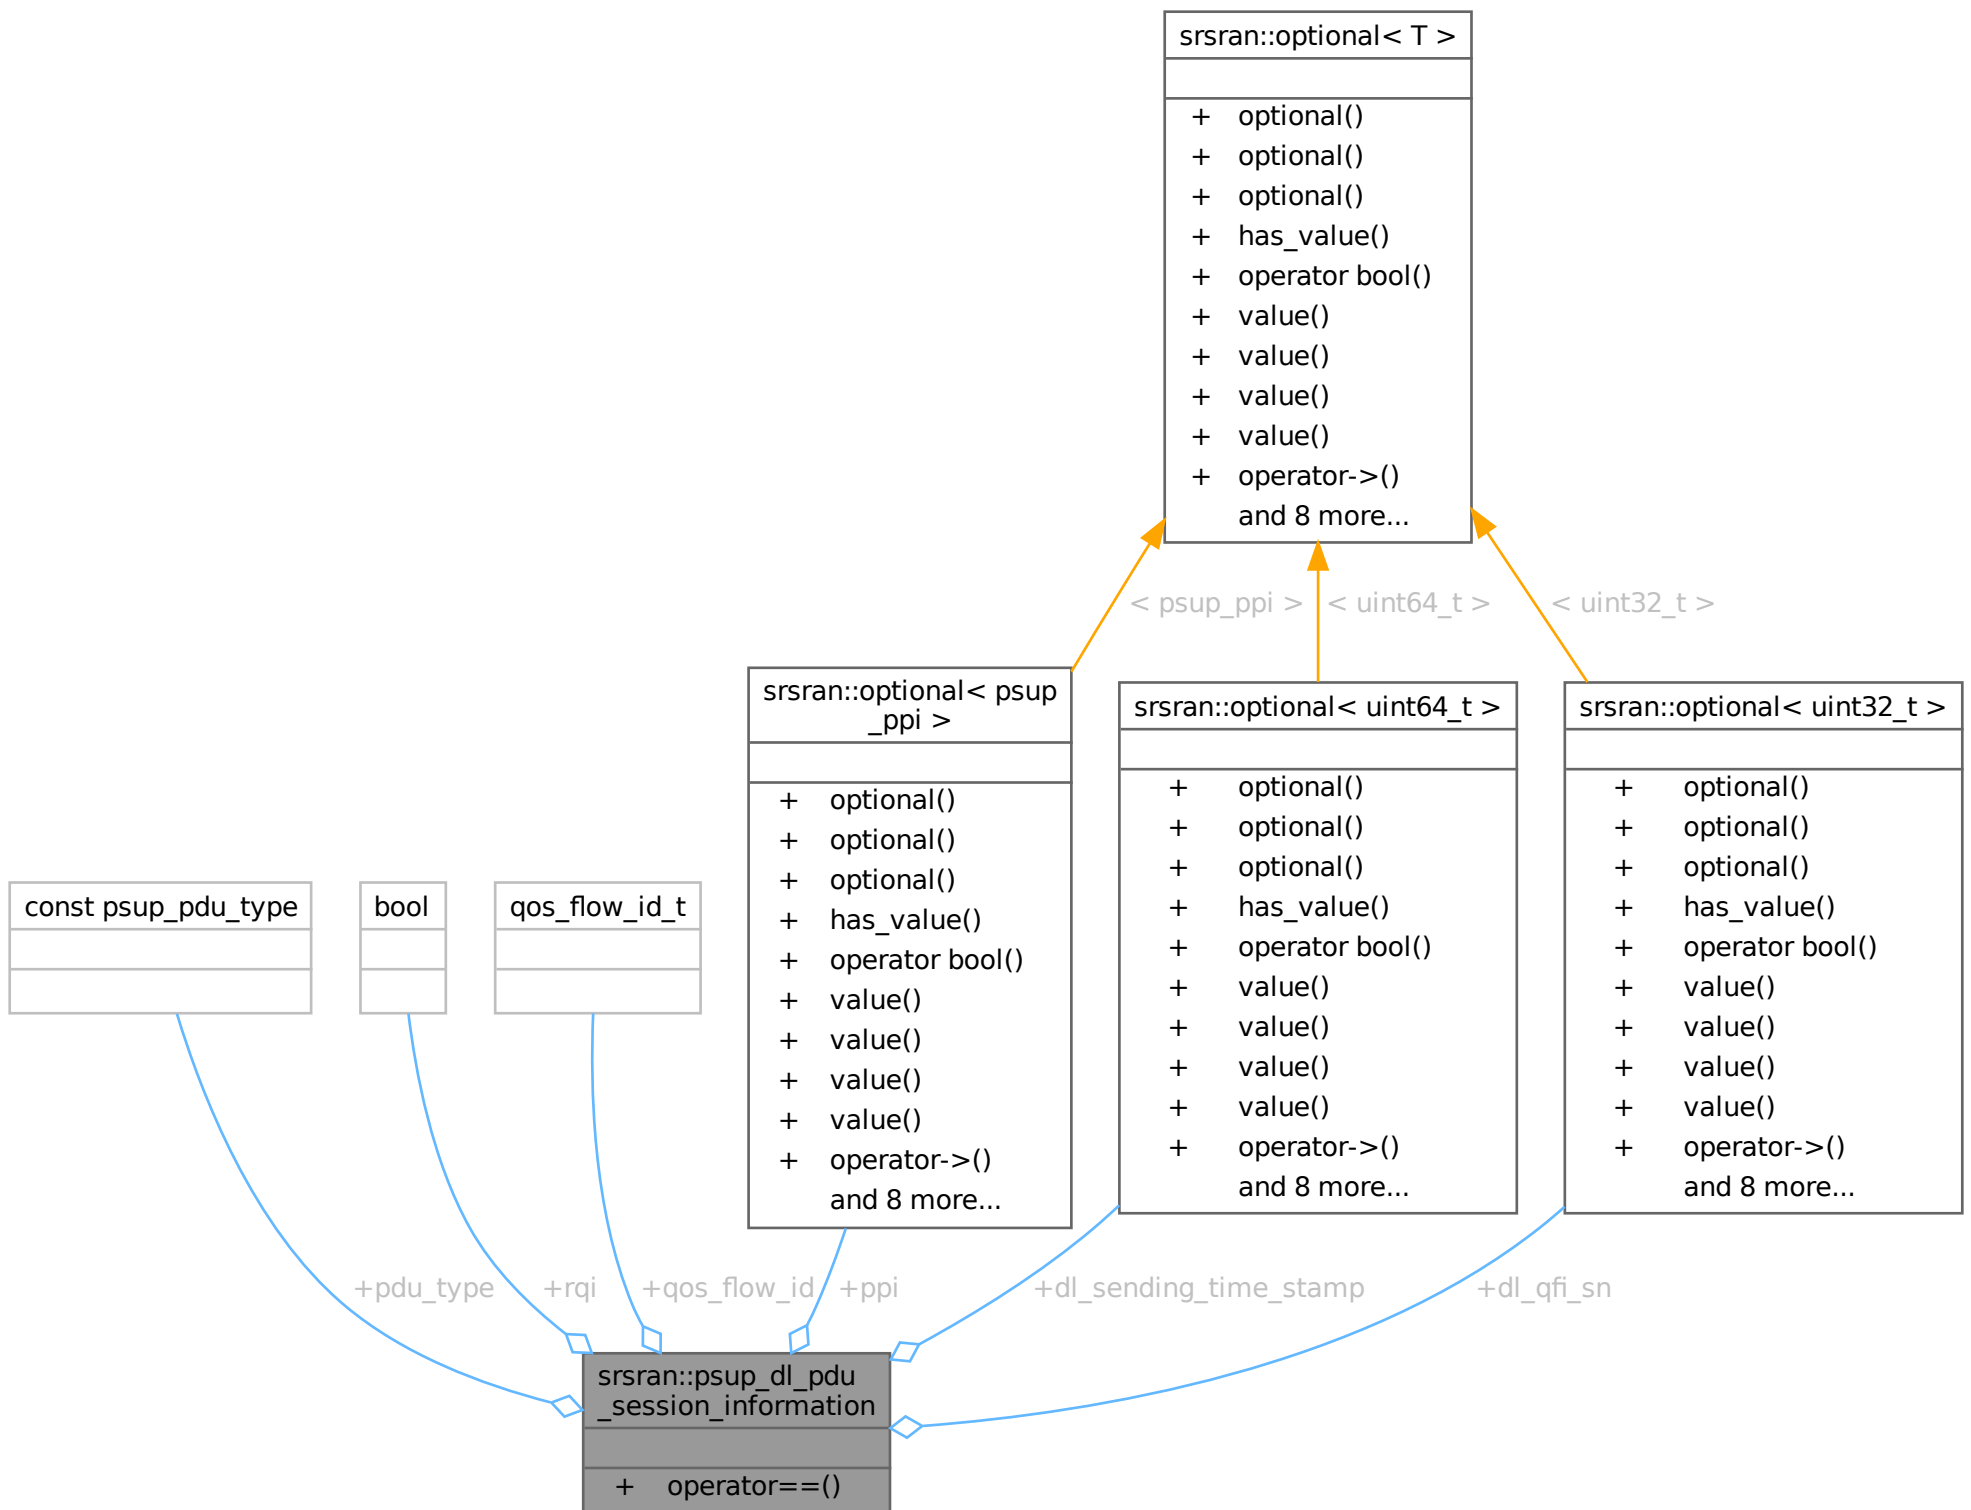 srsran::optional< T >
+ optional()
+ optional()
+ optional()
+ has_value()
+ operator bool()
+ value()
+ value()
+ value()
+ value()
+ operator->()
and 8 more...
< psup_ppi >
< uint64_t >
< uint32_t >
srsran::optional< psup
_ppi >
+ optional()
+ optional()
+ optional()
+ has_value()
+ operator bool()
+ value()
+ value()
+ value()
+ value()
+ operator->()
and 8 more...
srsran::optional< uint64_t >
+ optional()
+ optional()
+ optional()
+ has_value()
+ operator bool()
+ value()
+ value()
+ value()
+ value()
+ operator->()
and 8 more...
srsran::optional< uint32_t >
+ optional()
+ optional()
+ optional()
+ has_value()
+ operator bool()
+ value()
+ value()
+ value()
+ value()
+ operator->()
and 8 more...
const psup_pdu_type
bool
qos_flow_id_t
+pdu_type
+rqi
+qos_flow_id
+ppi
+dl_sending_time_stamp
+dl_qfi_sn
srsran::psup_dl_pdu
_session_information
+ operator==()